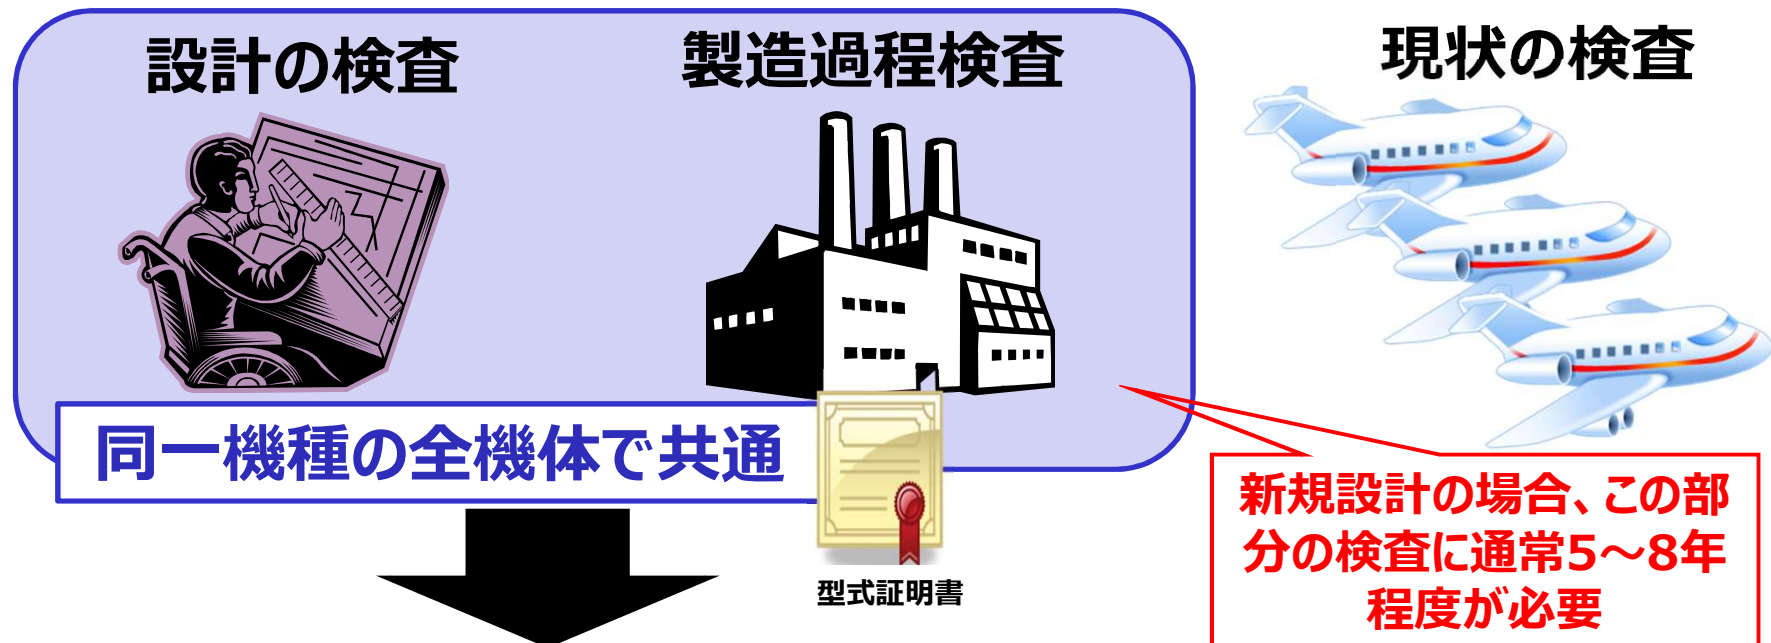 設計の検査
製造過程検査
現状の検査
同一機種の全機体で共通
型式証明書
新規設計の場合、この部
分の検査に通常5~8年
程度が必要